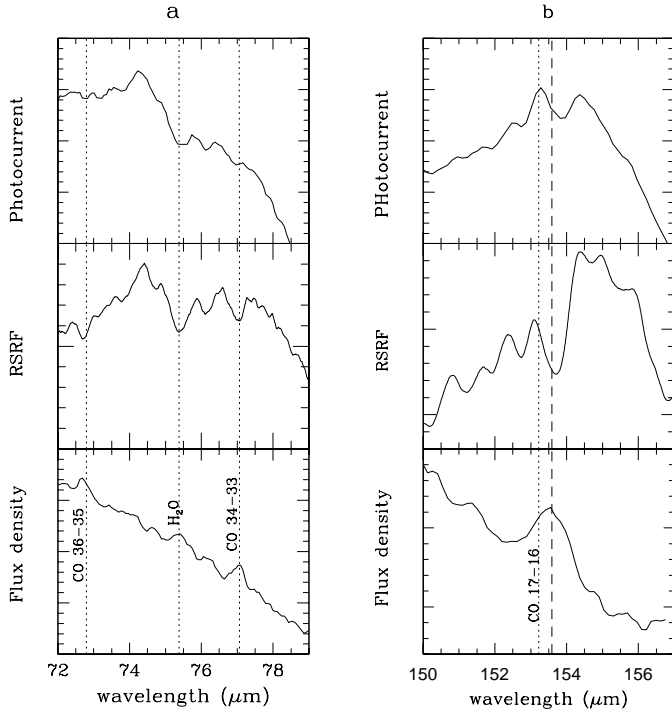 a
b
Photocurrent
PHotocurrent
RSRF
RSRF
Flux density
Flux density
CO 36-35
H2O
CO 34-33
CO 17-16
72 74 76 78
150 152 154 156
wavelength (μm)
wavelength (μm)